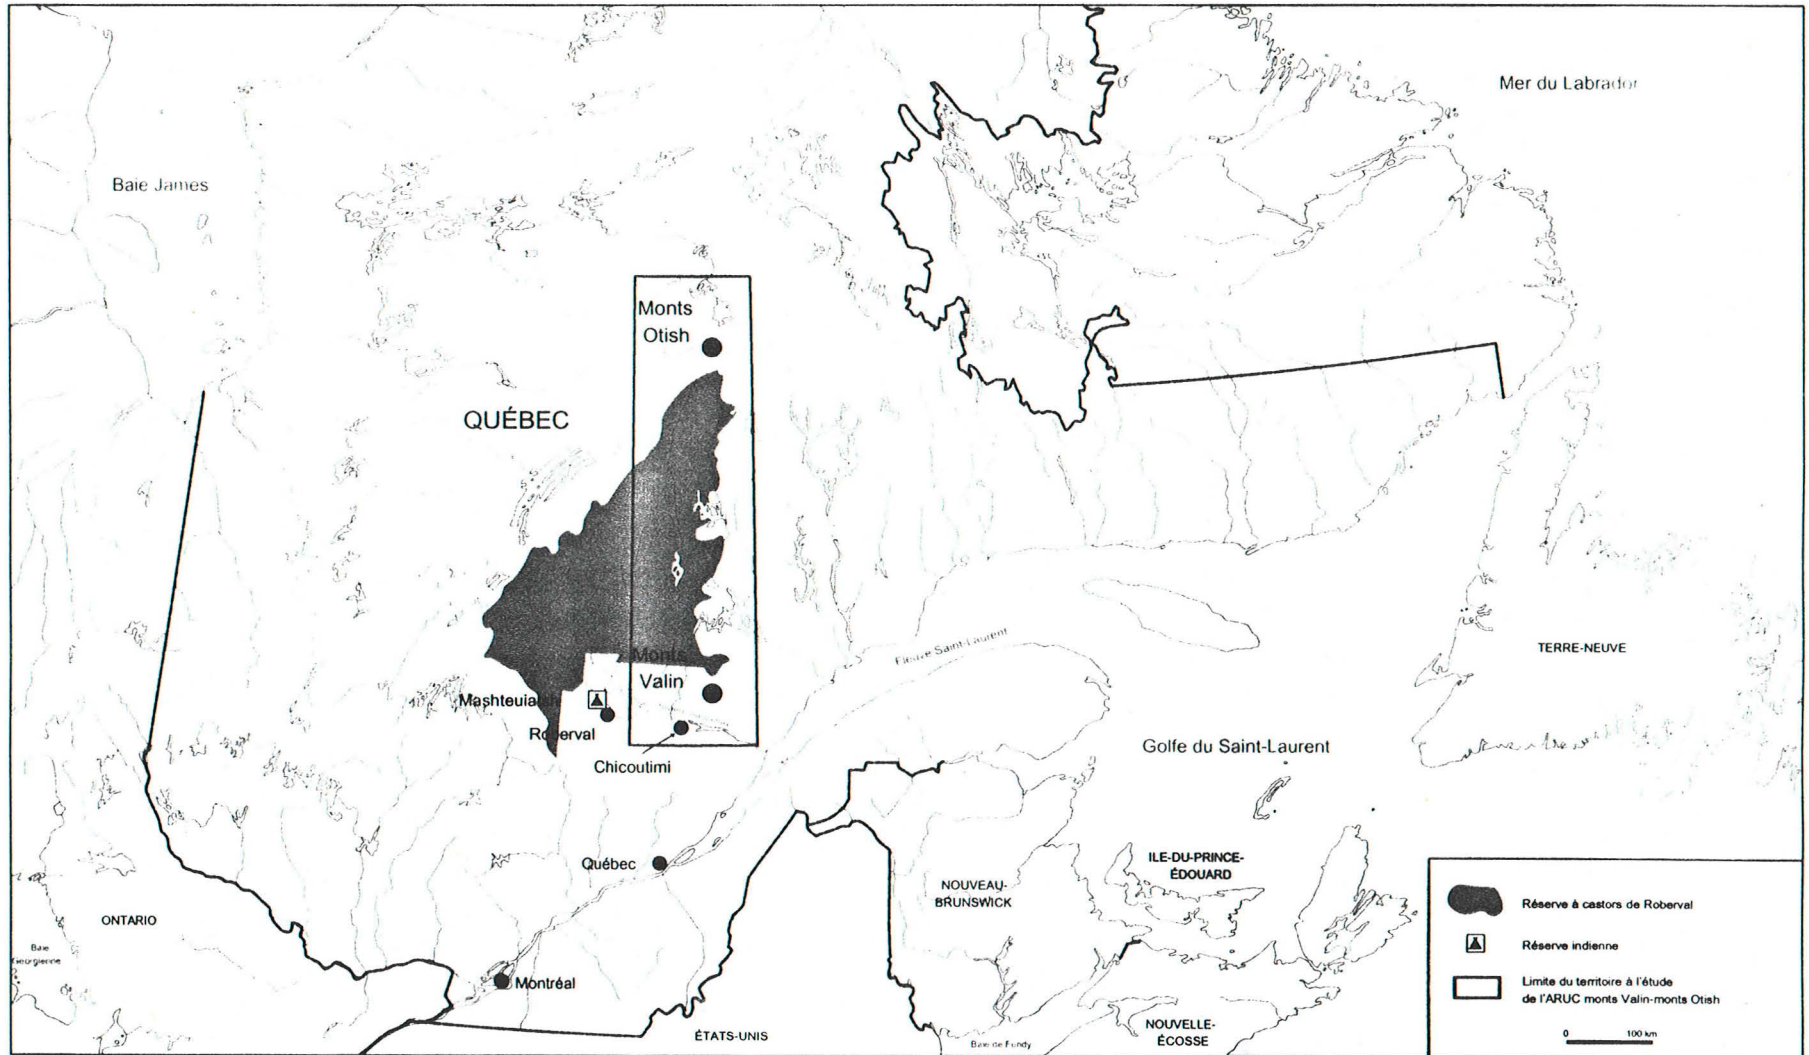 Mer du Labrador
Baie James
Monts
Otish
QUÉBEC
Fleuve Saint-Laurent
TERRE-NEUVE
Monts
Valin
Mashteuiatsh
Roberval
Chicoutimi
Golfe du Saint-Laurent
Québec
ILE-DU-PRINCE-
ÉDOUARD
NOUVEAU-
BRUNSWICK
ONTARIO
Baie
Georgienne
Montréal
ÉTATS-UNIS
Baie de Fundy
NOUVELLE-
ÉCOSSE
Réserve à castors de Roberval
Réserve indienne
Limite du territoire à l'étude
de l'ARUC monts Valin-monts Otish
0 100 km